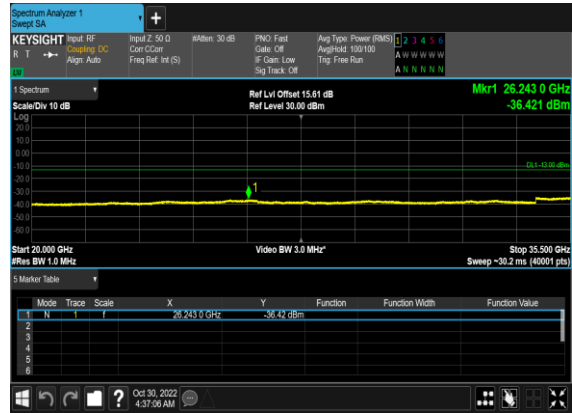 Spectrum Analyzer 1
Swept SA
+
KEYSIGHT
R T
LW
Input: RF
Coupling: DC
Align: Auto
Input Z: 50 Ω
Corr CCorr
Freq Ref: Int (S)
#Atten: 30 dB
PNO: Fast
Gate: Off
IF Gain: Low
Sig Track: Off
Avg Type: Power (RMS)
Avg|Hold: 100/100
Trig: Free Run
1 2 3 4 5 6
A W W W W W
A N N N N N
1 Spectrum
Scale/Div 10 dB
Log
Ref Lvl Offset 15.61 dB
Ref Level 30.00 dBm
Mkr1 26.243 0 GHz
-36.421 dBm
20.0
10.0
0.00
-10.0
-20.0
-30.0
-40.0
-50.0
-60.0
DL1 -13.00 dBm
1
Start 20.000 GHz
#Res BW 1.0 MHz
Video BW 3.0 MHz*
Stop 35.500 GHz
Sweep ~30.2 ms (40001 pts)
5 Marker Table
Mode Trace Scale X Y Function Function Width Function Value
1 N 1 f 26.243 0 GHz -36.42 dBm
2
3
4
5
6
?
Oct 30, 2022
4:37:06 AM